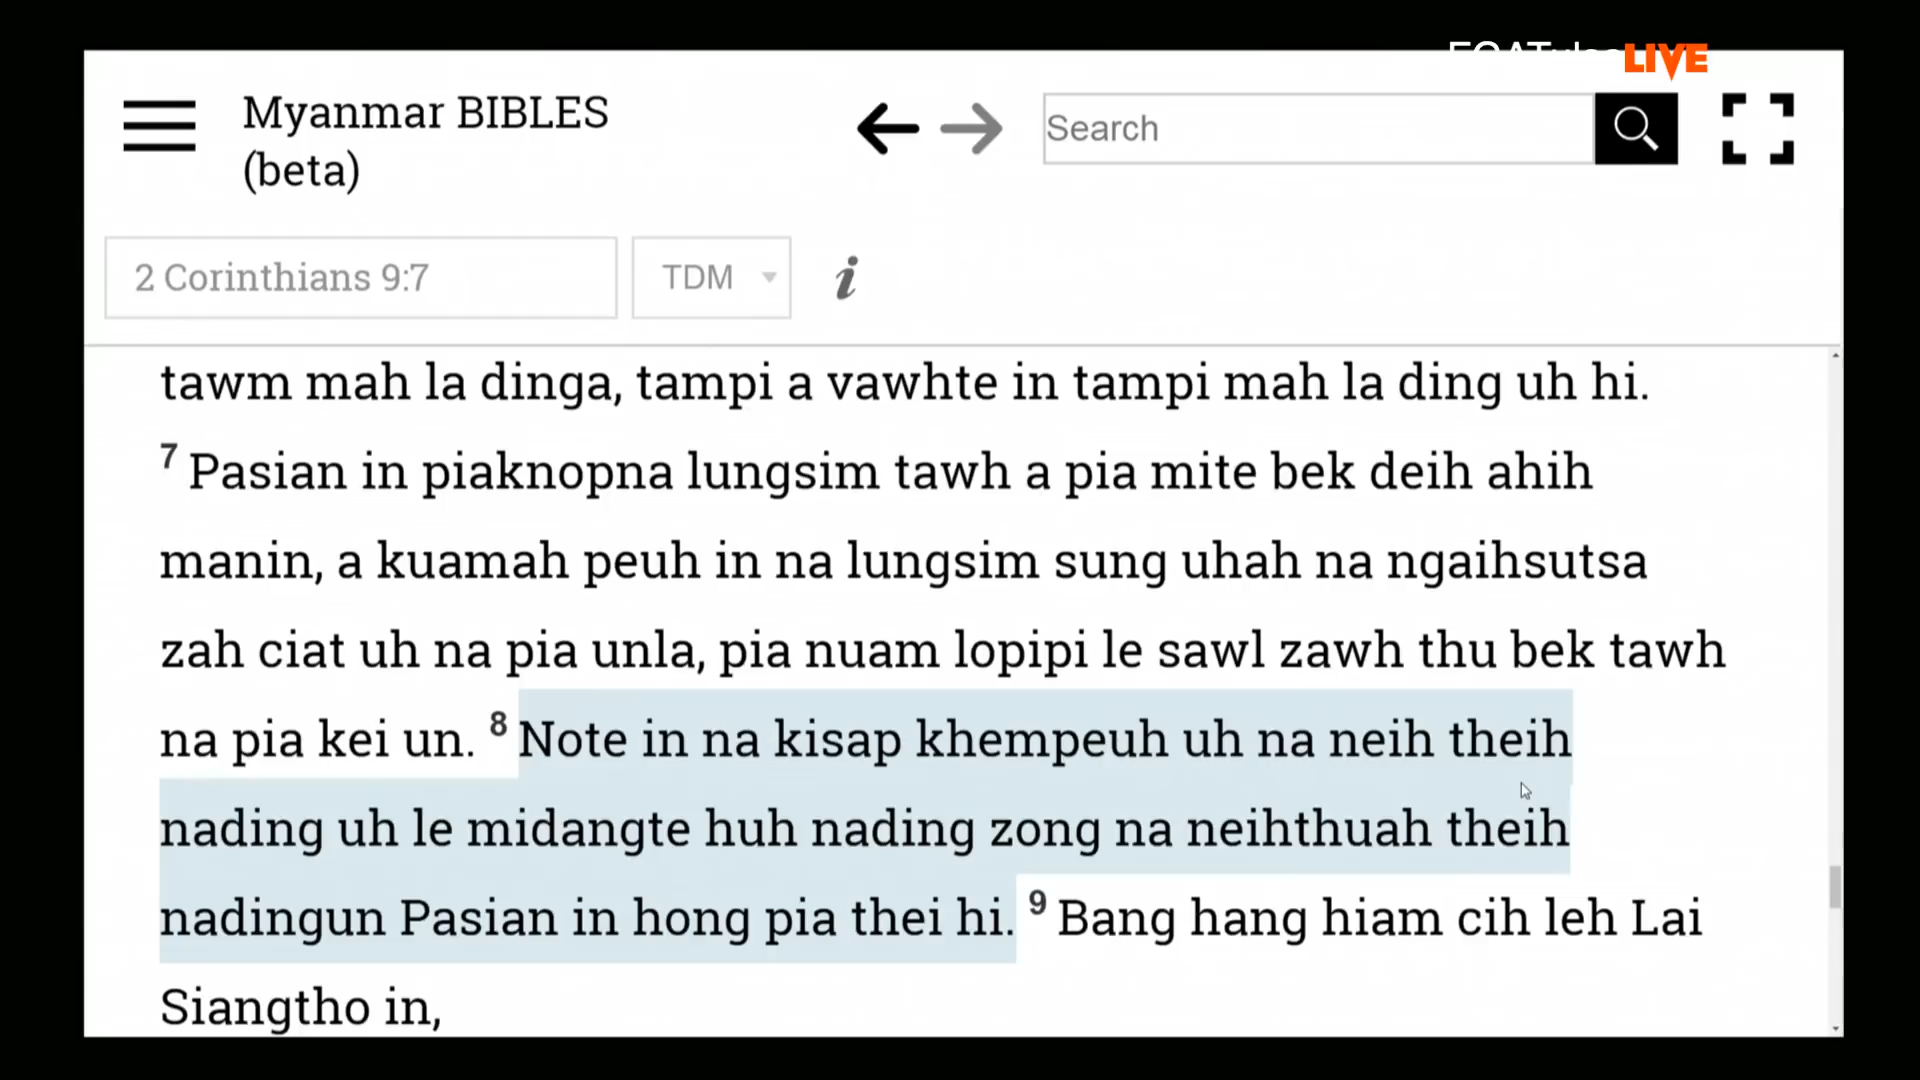 LIVE
Myanmar BIBLES
(beta)
Search
2 Corinthians 9:7
TDM
i
tawm mah la dinga, tampi a vawhte in tampi mah la ding uh hi.
7 Pasian in piaknopna lungsim tawh a pia mite bek deih ahih
manin, a kuamah peuh in na lungsim sung uhah na ngaihsutsa
zah ciat uh na pia unla, pia nuam lopipi le sawl zawh thu bek tawh
na pia kei un. 8 Note in na kisap khempeuh uh na neih theih
nading uh le midangte huh nading zong na neihthuah theih
nadingun Pasian in hong pia thei hi. 9 Bang hang hiam cih leh Lai
Siangtho in,